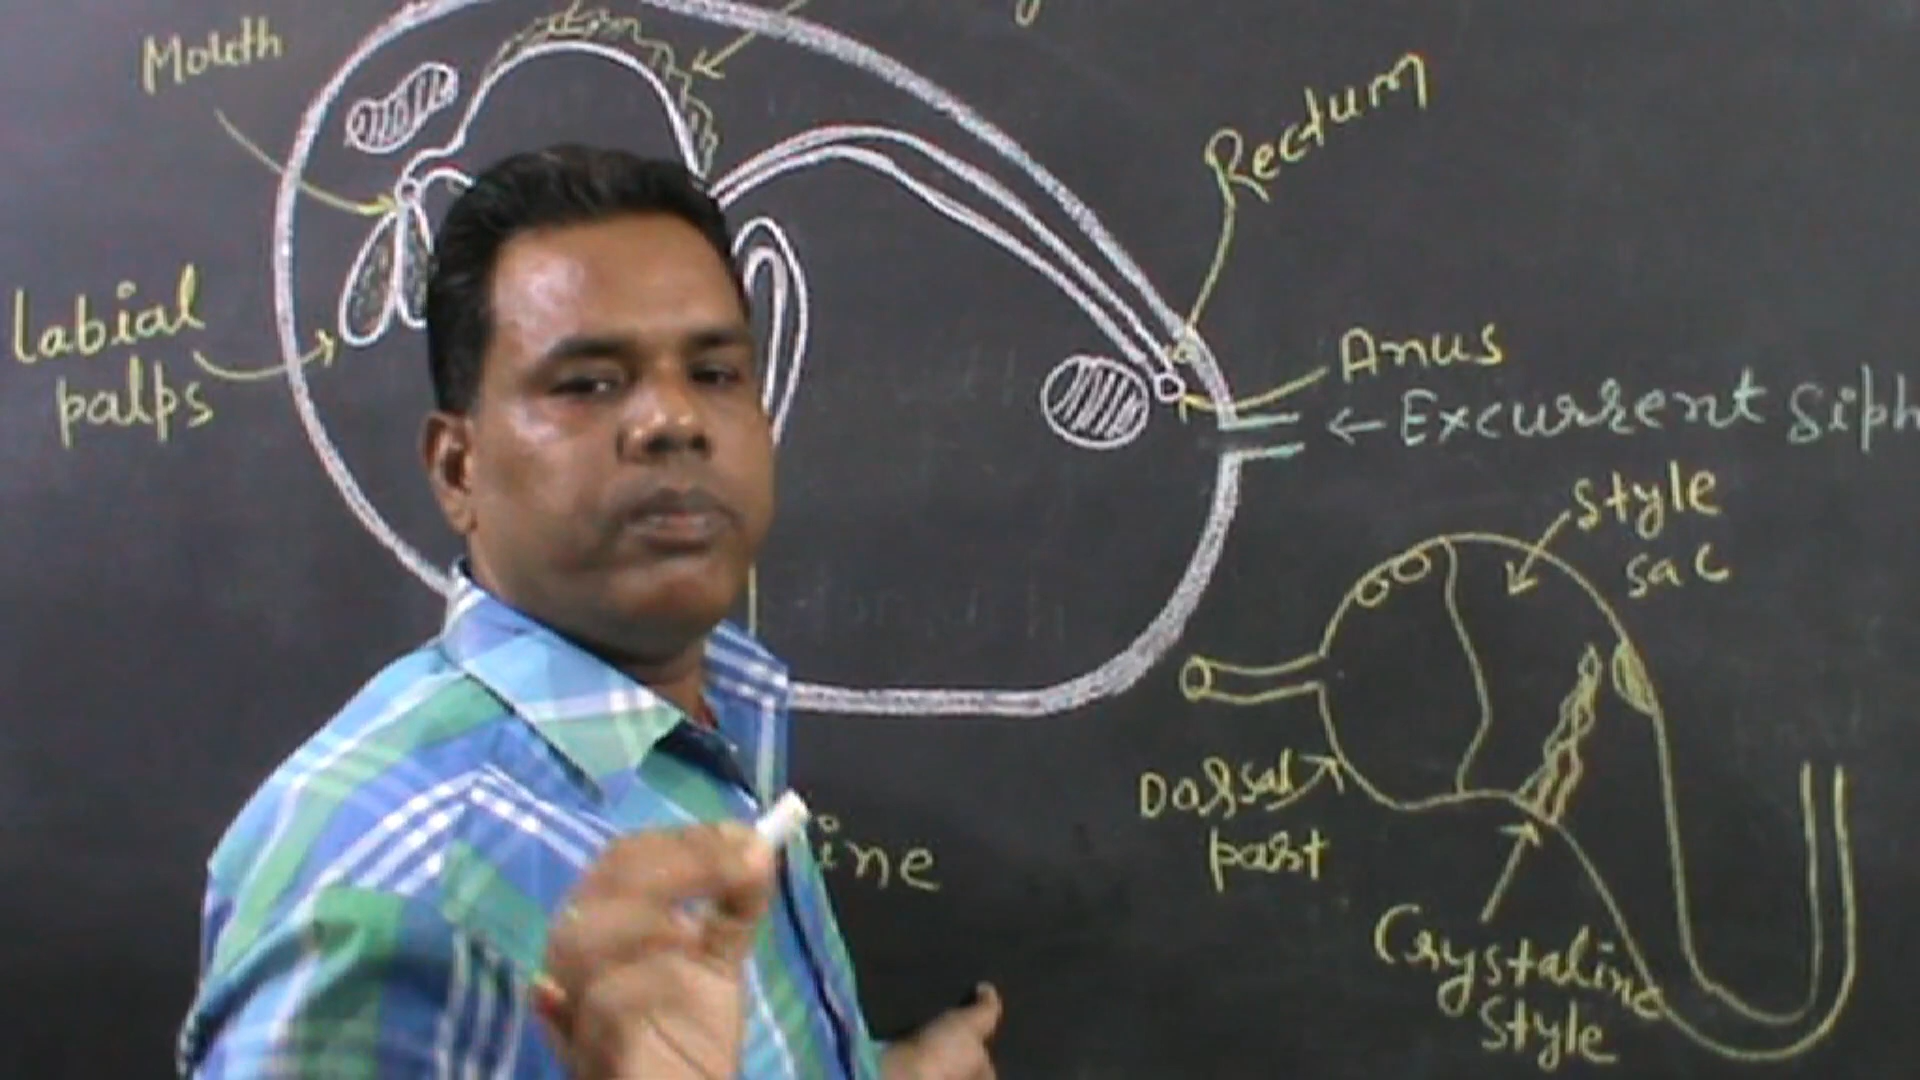 Mouth
Rectum
Labial
palps
Anus
← Excurrent Siph
Style
sac
Dorsal
part
ine
Crystaline
Style